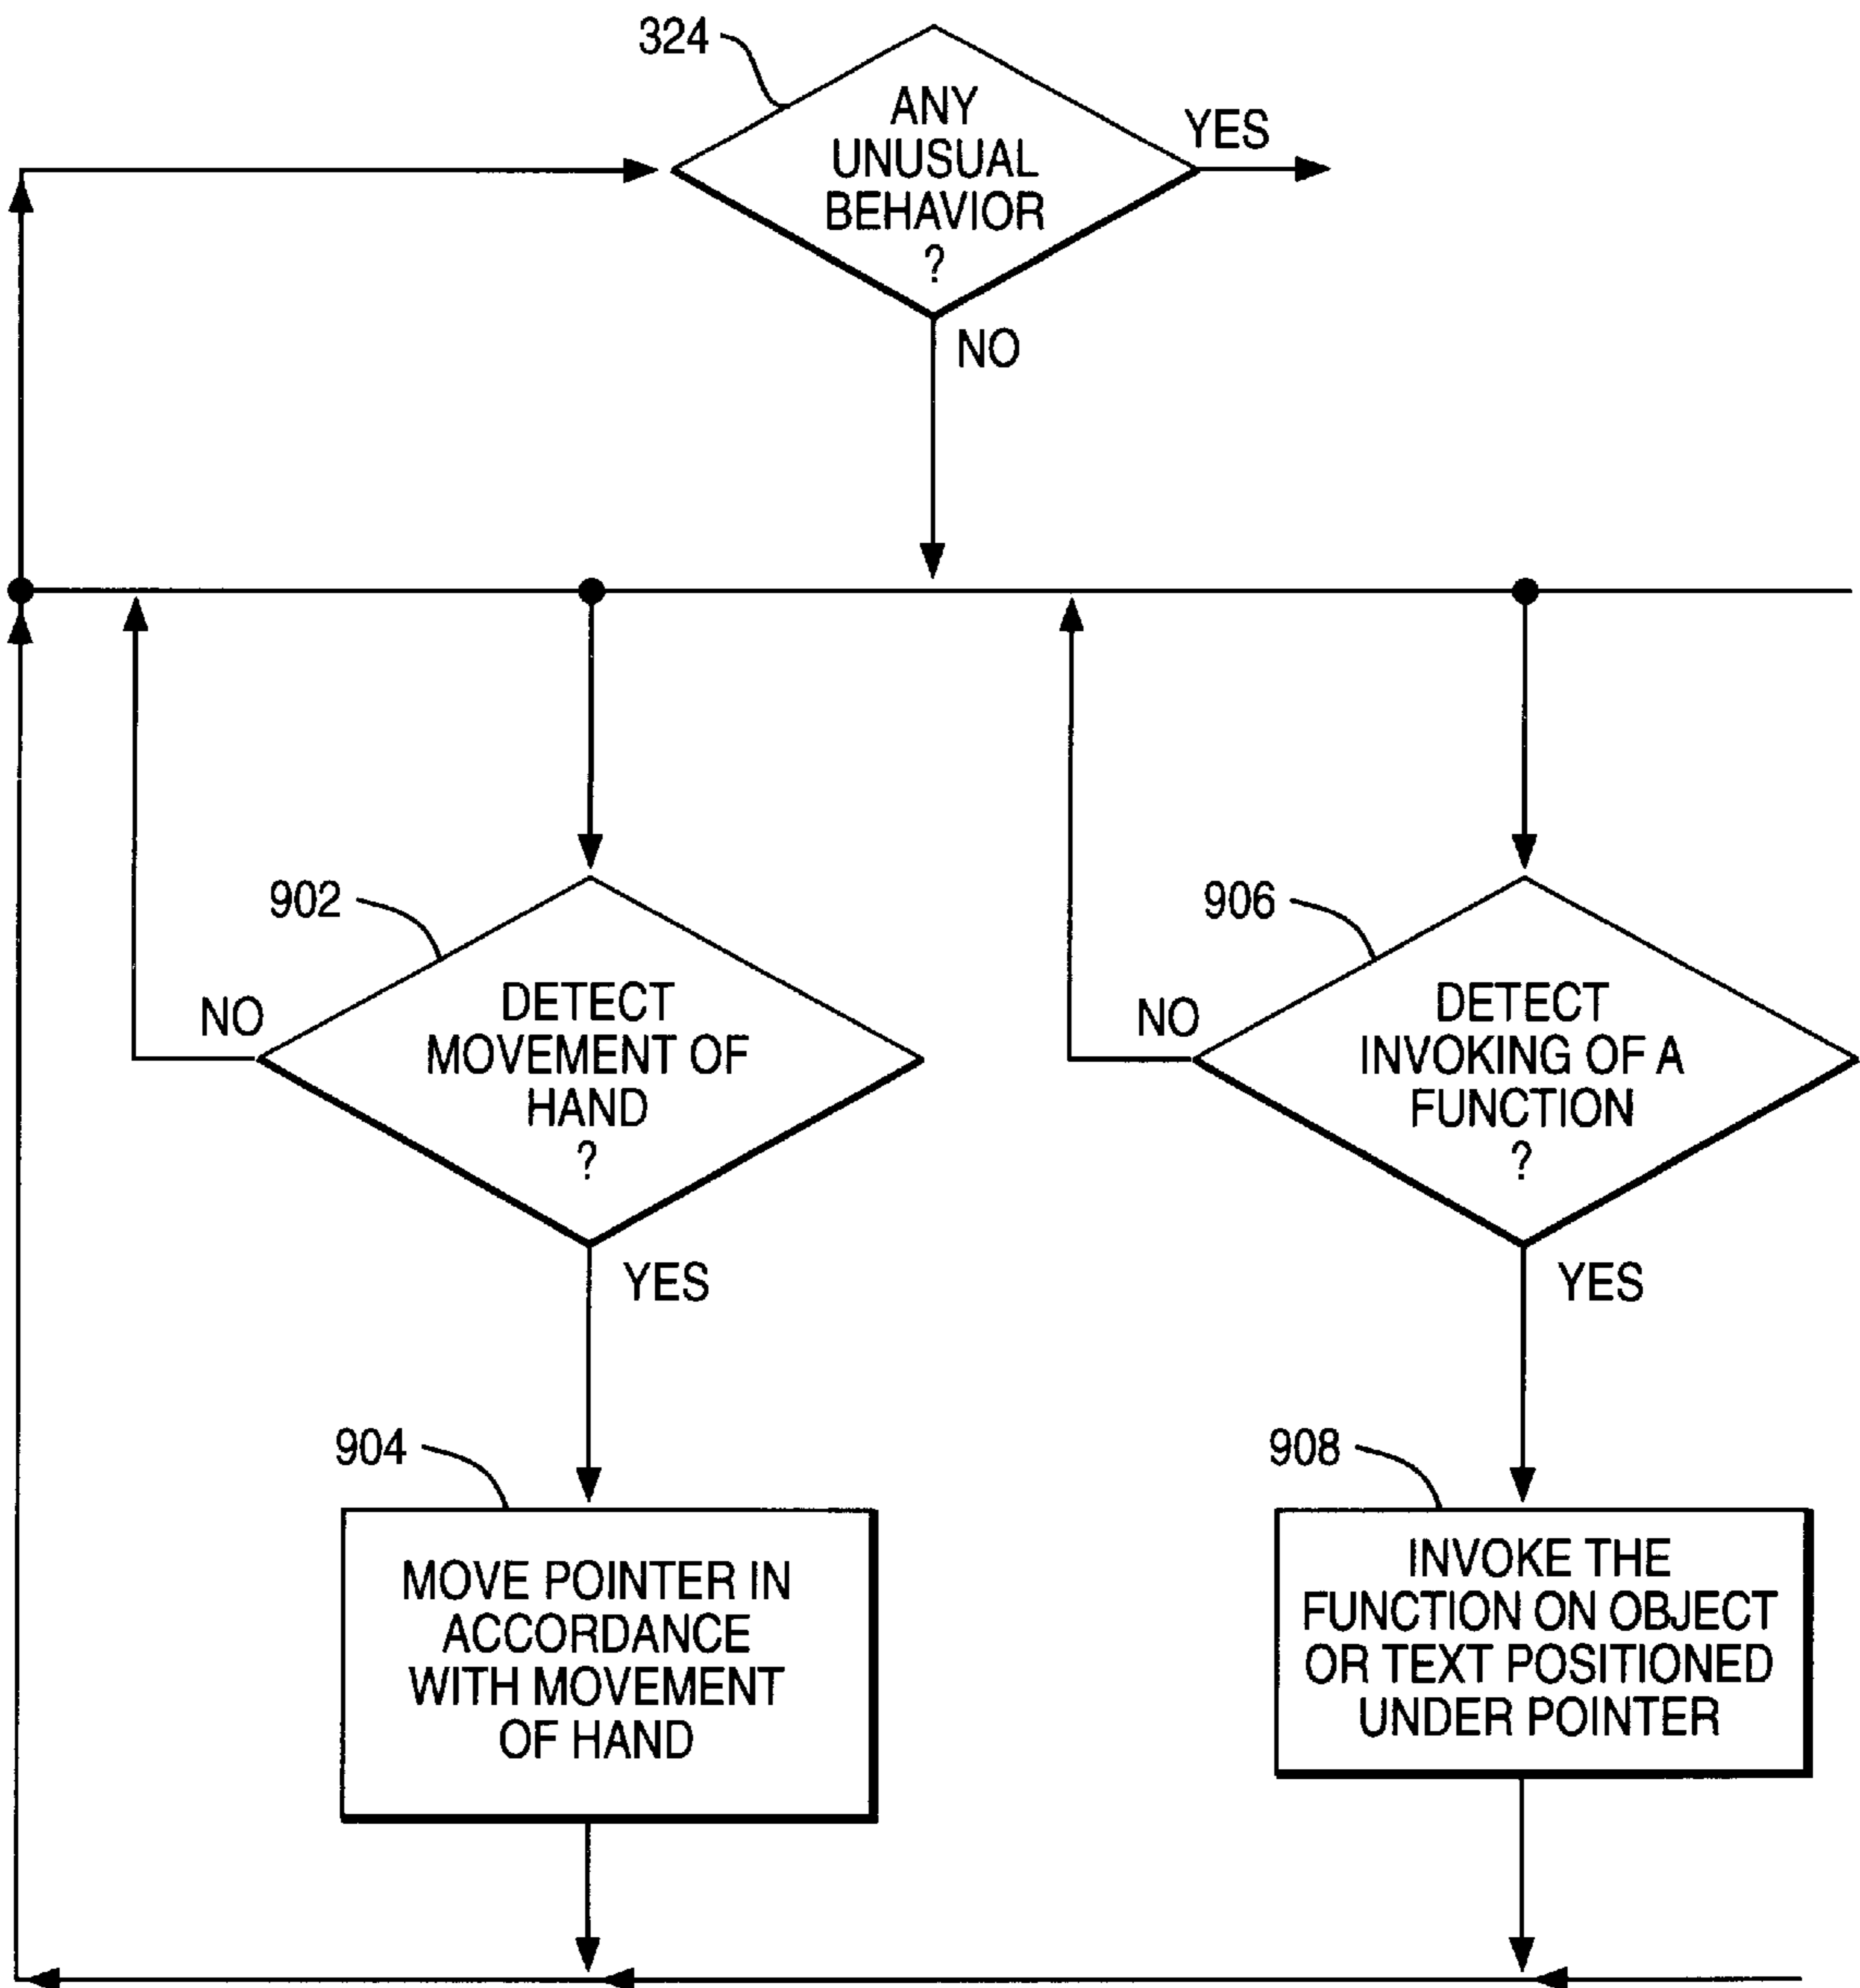 324
ANY
UNUSUAL
BEHAVIOR
?
YES
NO
902
NO
DETECT
MOVEMENT OF
HAND
?
YES
906
NO
DETECT
INVOKING OF A
FUNCTION
?
YES
904
MOVE POINTER IN
ACCORDANCE
WITH MOVEMENT
OF HAND
908
INVOKE THE
FUNCTION ON OBJECT
OR TEXT POSITIONED
UNDER POINTER